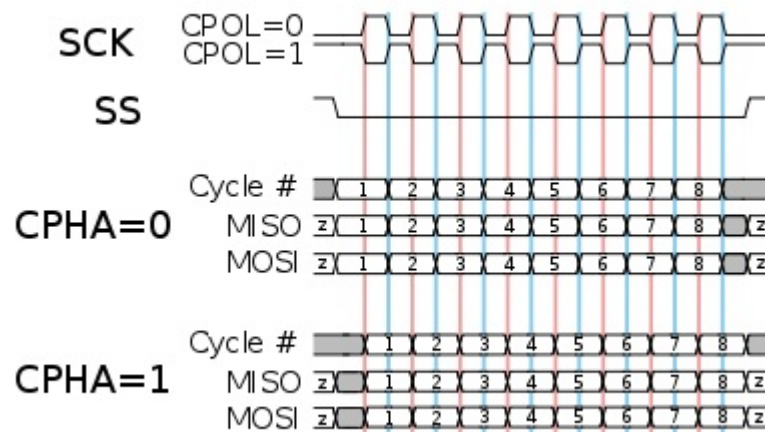 SCK CPOL=0
CPOL=1
SS
Cycle # 1 2 3 4 5 6 7 8
CPHA=0 MISO z 1 2 3 4 5 6 7 8 z
MOSI z 1 2 3 4 5 6 7 8 z
Cycle # 1 2 3 4 5 6 7 8
CPHA=1 MISO z 1 2 3 4 5 6 7 8 z
MOSI z 1 2 3 4 5 6 7 8 z